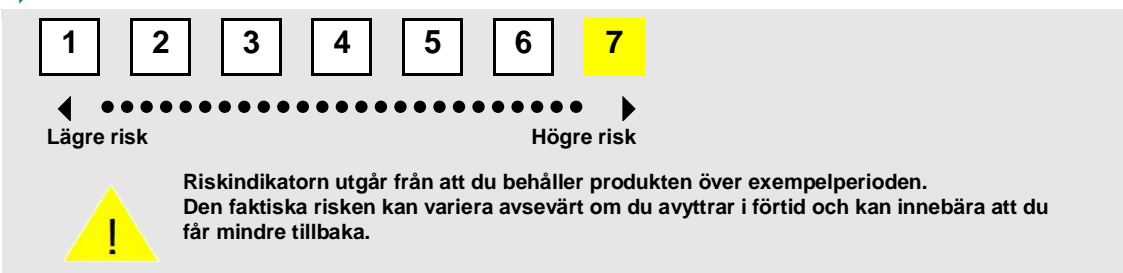 1 2 3 4 5 6 7
Lägre risk Högre risk
Riskindikatorn utgår från att du behåller produkten över exempelperioden.
Den faktiska risken kan variera avsevärt om du avyttrar i förtid och kan innebära att du
får mindre tillbaka.
!